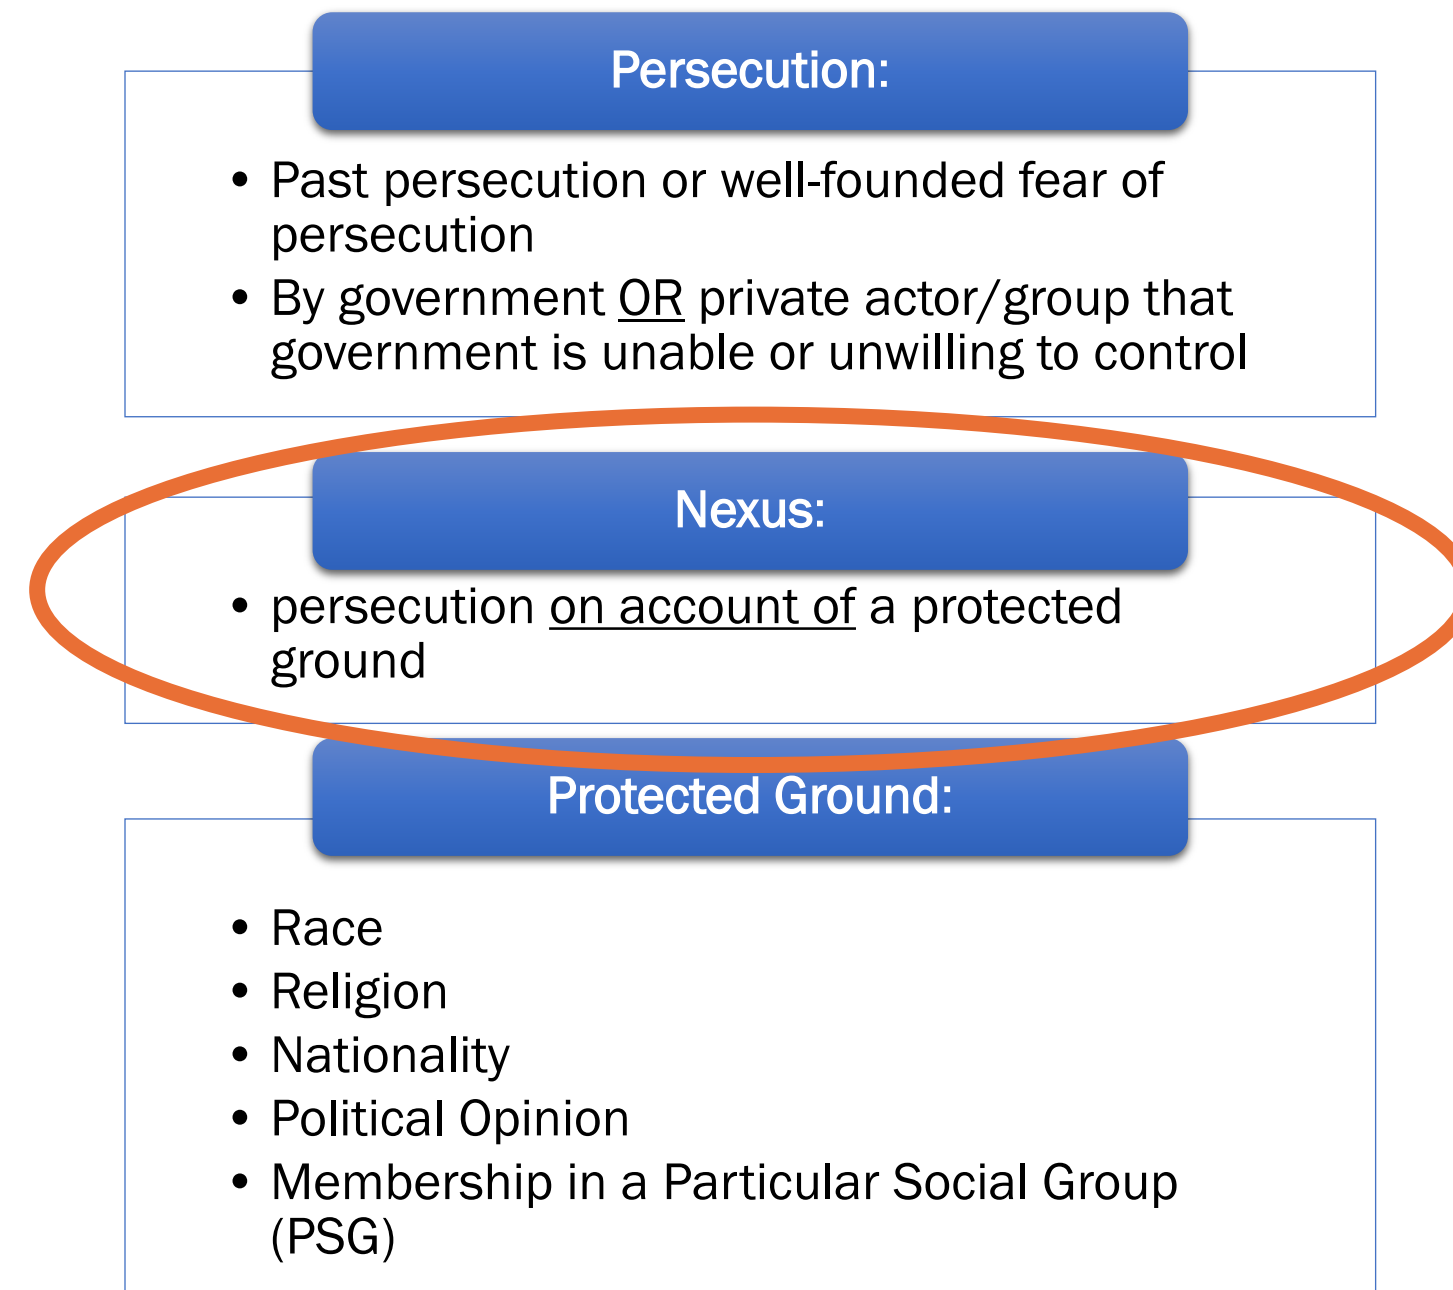 Persecution:
• Past persecution or well-founded fear of
persecution
• By government OR private actor/group that
government is unable or unwilling to control
Nexus:
• persecution on account of a protected
ground
Protected Ground:
• Race
• Religion
• Nationality
• Political Opinion
• Membership in a Particular Social Group
(PSG)